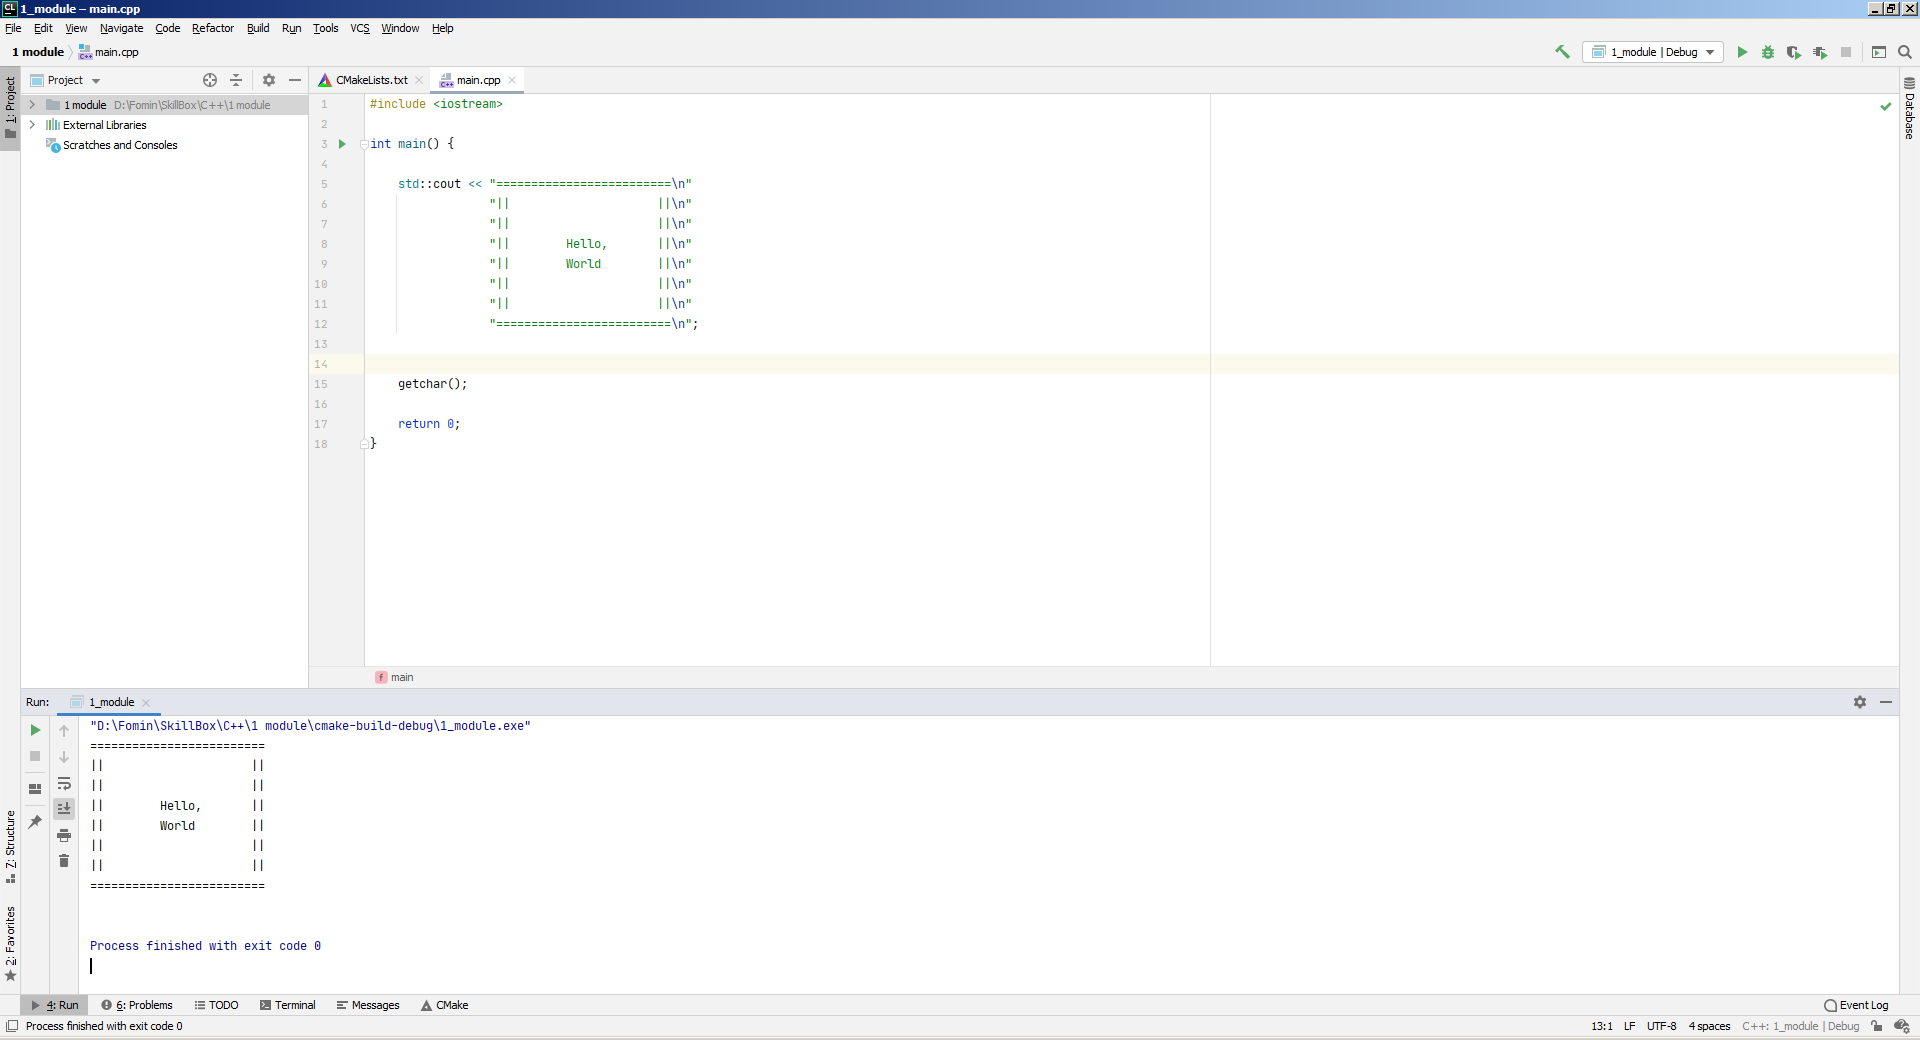 1_module – main.cpp
File Edit View Navigate Code Refactor Build Run Tools VCS Window Help
1 module main.cpp 1_module | Debug
1: Project
Project
1 module D:\Fomin\SkillBox\C++\1 module
External Libraries
Scratches and Consoles
CMakeLists.txt main.cpp
1 #include <iostream>
2
3 int main() {
4
5     std::cout << "=========================\n"
6                  "||                     ||\n"
7                  "||                     ||\n"
8                  "||        Hello,       ||\n"
9                  "||        World        ||\n"
10                 "||                     ||\n"
11                 "||                     ||\n"
12                 "=========================\n";
13
14
15     getchar();
16
17     return 0;
18 }
main
Database
Run: 1_module
"D:\Fomin\SkillBox\C++\1 module\cmake-build-debug\1_module.exe"
=========================
||                     ||
||                     ||
||        Hello,       ||
||        World        ||
||                     ||
||                     ||
=========================
Process finished with exit code 0
7: Structure
2: Favorites
4: Run 6: Problems TODO Terminal Messages CMake Event Log
Process finished with exit code 0 13:1 LF UTF-8 4 spaces C++: 1_module | Debug